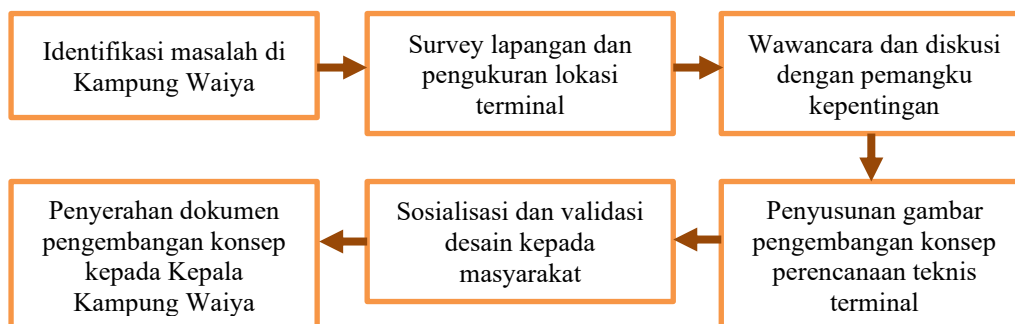 Identifikasi masalah di
Kampung Waiya
Survey lapangan dan
pengukuran lokasi
terminal
Wawancara dan diskusi
dengan pemangku
kepentingan
Penyusunan gambar
pengembangan konsep
perencanaan teknis
terminal
Sosialisasi dan validasi
desain kepada
masyarakat
Penyerahan dokumen
pengembangan konsep
kepada Kepala
Kampung Waiya